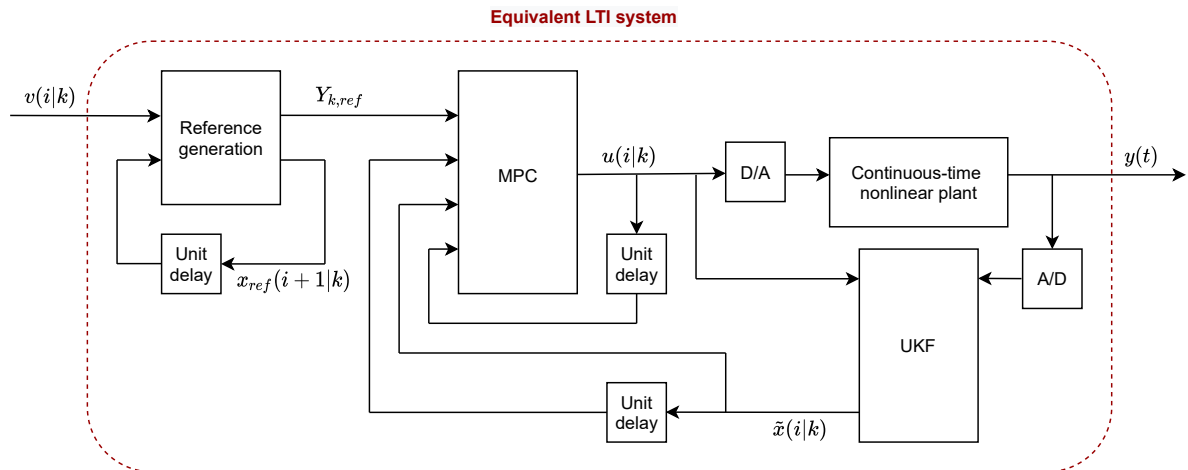 Equivalent LTI system
v(i|k)
Reference
generation
Y_{k,ref}
Unit
delay
x_{ref}(i + 1|k)
MPC
u(i|k)
Unit
delay
D/A
Continuous-time
nonlinear plant
y(t)
A/D
UKF
Unit
delay
x̃(i|k)